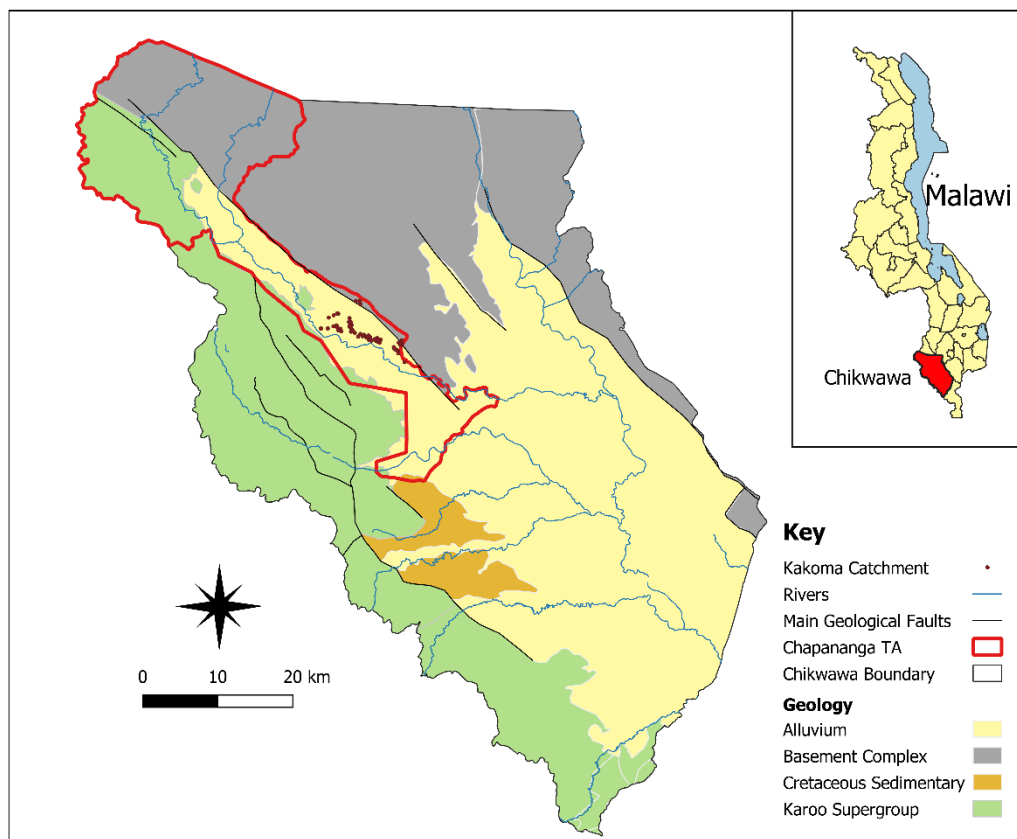 Malawi
Chikwawa
Key
Kakoma Catchment
Rivers
Main Geological Faults
Chapananga TA
Chikwawa Boundary
Geology
Alluvium
Basement Complex
Cretaceous Sedimentary
Karoo Supergroup
0 10 20 km